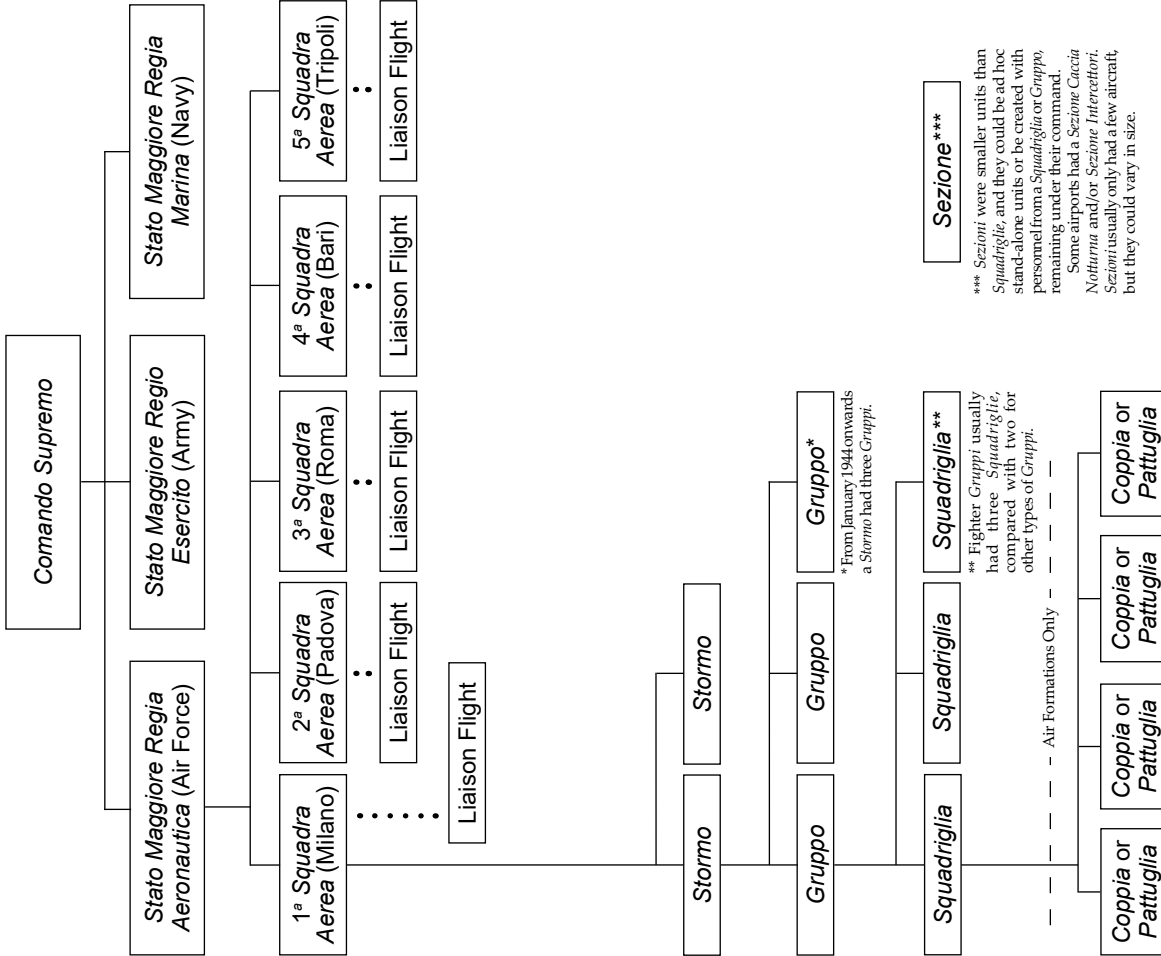 Comando Supremo
Stato Maggiore Regia
Aeronautica (Air Force)
Stato Maggiore Regio
Esercito (Army)
Stato Maggiore Regia
Marina (Navy)
1ª Squadra
Aerea (Milano)
2ª Squadra
Aerea (Padova)
3ª Squadra
Aerea (Roma)
4ª Squadra
Aerea (Bari)
5ª Squadra
Aerea (Tripoli)
Liaison Flight
Liaison Flight
Liaison Flight
Liaison Flight
Liaison Flight
Stormo
Stormo
Gruppo
Gruppo
Gruppo*
* From January 1944 onwards
a Stormo had three Gruppi.
Squadriglia
Squadriglia
Squadriglia**
** Fighter Gruppi usually
had three Squadriglie,
compared with two for
other types of Gruppi.
Air Formations Only
Coppia or
Pattuglia
Coppia or
Pattuglia
Coppia or
Pattuglia
Coppia or
Pattuglia
Sezione***
*** Sezioni were smaller units than
Squadriglie, and they could be ad hoc
stand-alone units or be created with
personnel from a Squadriglia or Gruppo,
remaining under their command.
Some airports had a Sezione Caccia
Notturna and/or Sezione Intercettori.
Sezioni usually only had a few aircraft,
but they could vary in size.